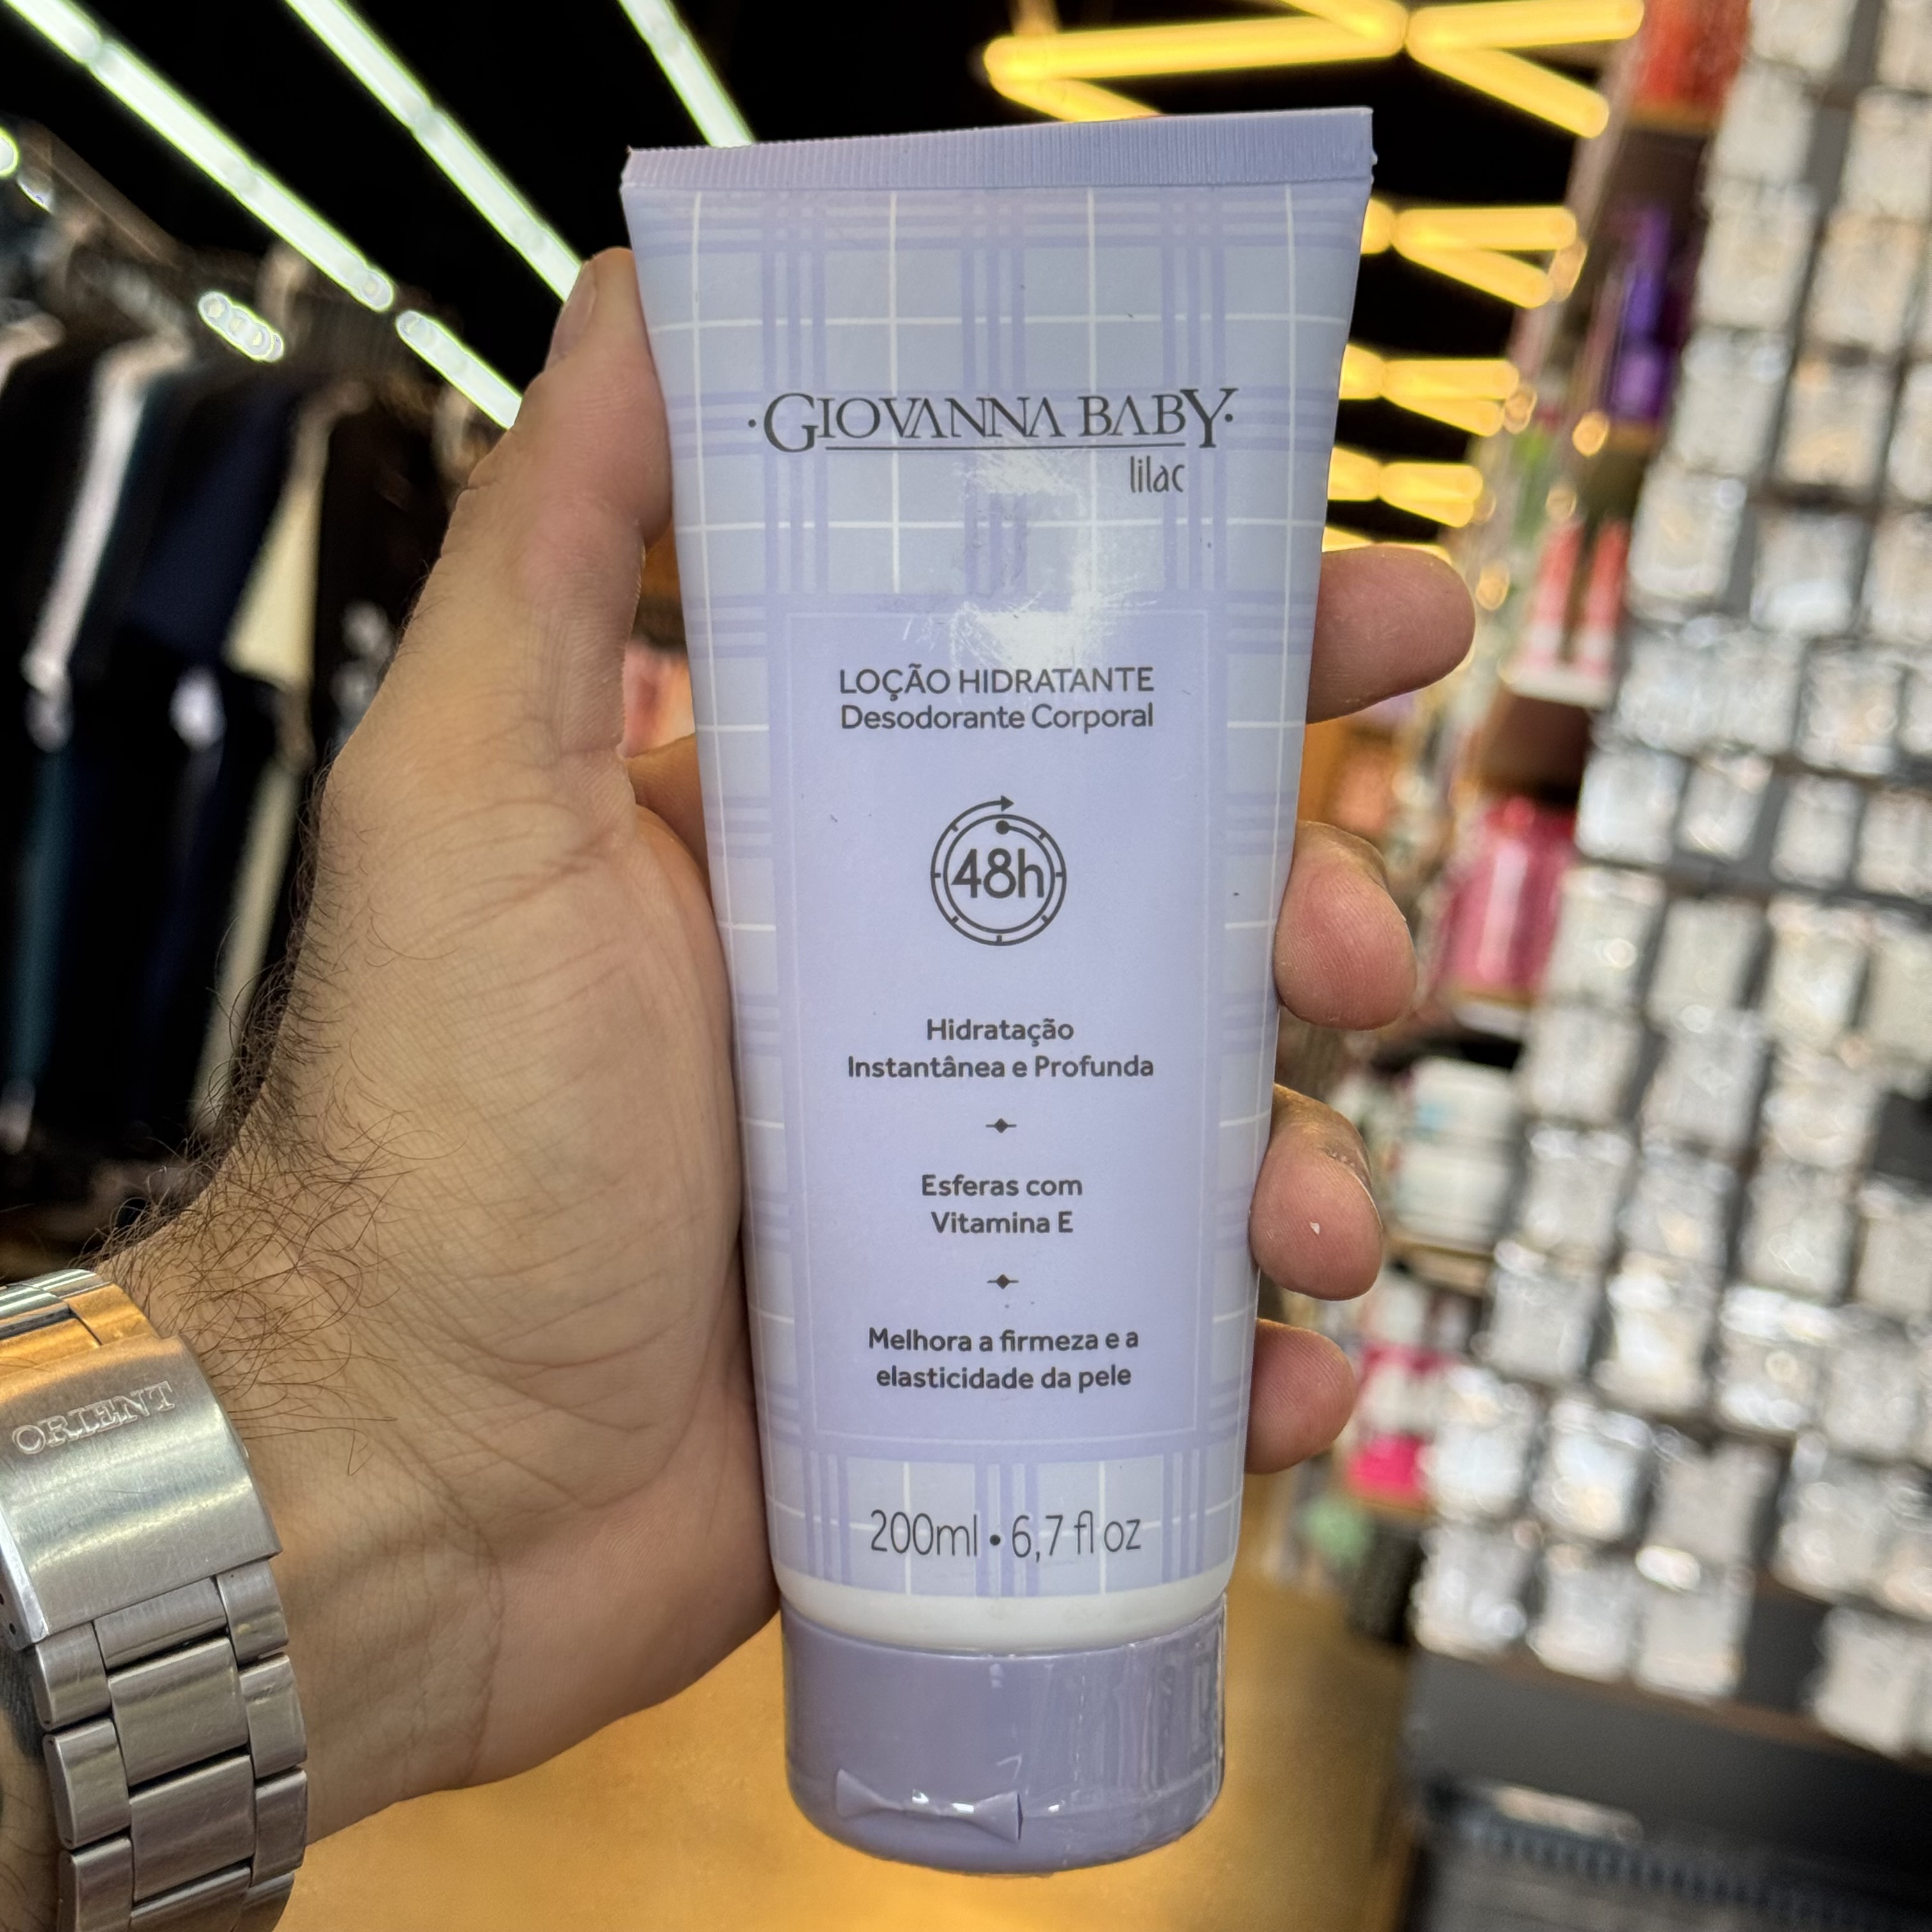 ·GIOVANNA BABY·
lilac
LOÇÃO HIDRATANTE
Desodorante Corporal
48h
Hidratação
Instantânea e Profunda
Esferas com
Vitamina E
Melhora a firmeza e a
elasticidade da pele
200ml • 6,7 fl oz
ORIENT